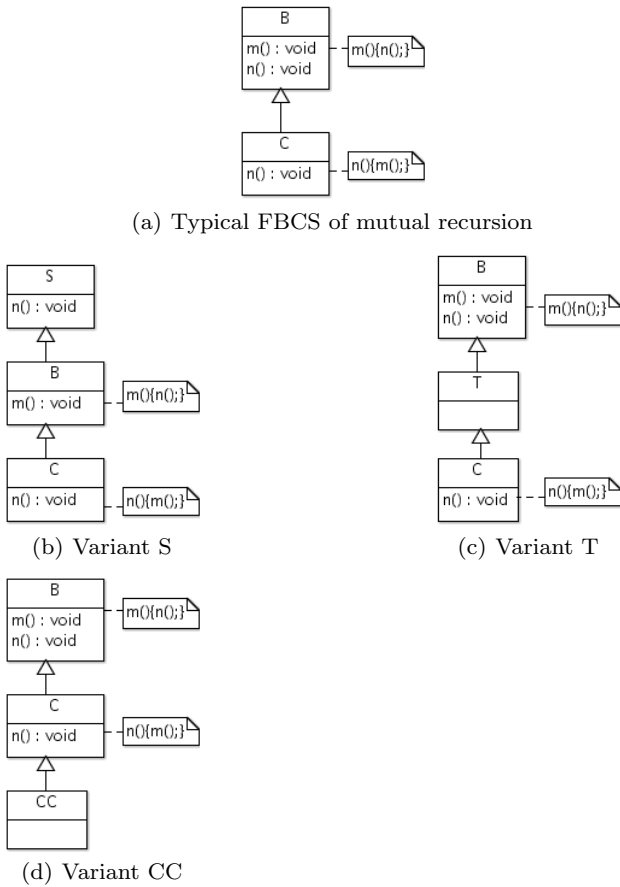 B
m() : void
n() : void
m(){n();}
C
n() : void
n(){m();}
(a) Typical FBCS of mutual recursion
S
n() : void
B
m() : void
m(){n();}
C
n() : void
n(){m();}
(b) Variant S
B
m() : void
n() : void
m(){n();}
T
C
n() : void
n(){m();}
(c) Variant T
B
m() : void
n() : void
m(){n();}
C
n() : void
n(){m();}
CC
(d) Variant CC